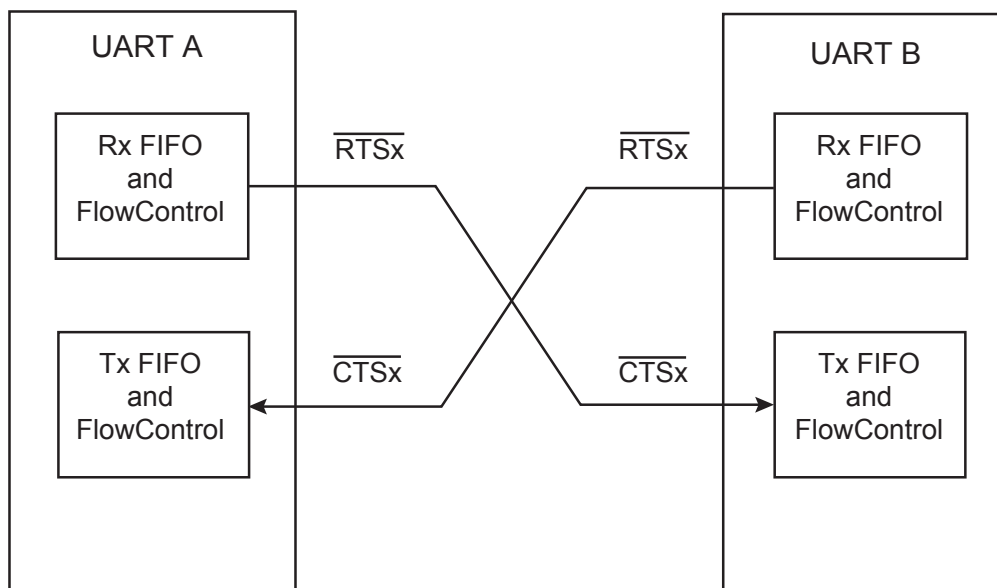 UART A
Rx FIFO
and
FlowControl
Tx FIFO
and
FlowControl
RTSx
CTSx
RTSx
CTSx
UART B
Rx FIFO
and
FlowControl
Tx FIFO
and
FlowControl